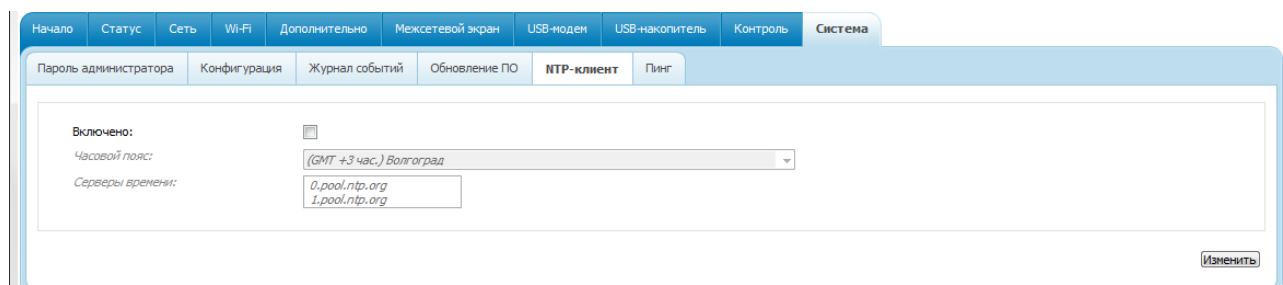 Начало Статус Сеть Wi-Fi Дополнительно Межсетевой экран USB-модем USB-накопитель Контроль Система
Пароль администратора Конфигурация Журнал событий Обновление ПО NTP-клиент Пинг
Включено:
Часовой пояс: (GMT +3 час.) Волгоград
Серверы времени: 0.pool.ntp.org
1.pool.ntp.org
Изменить